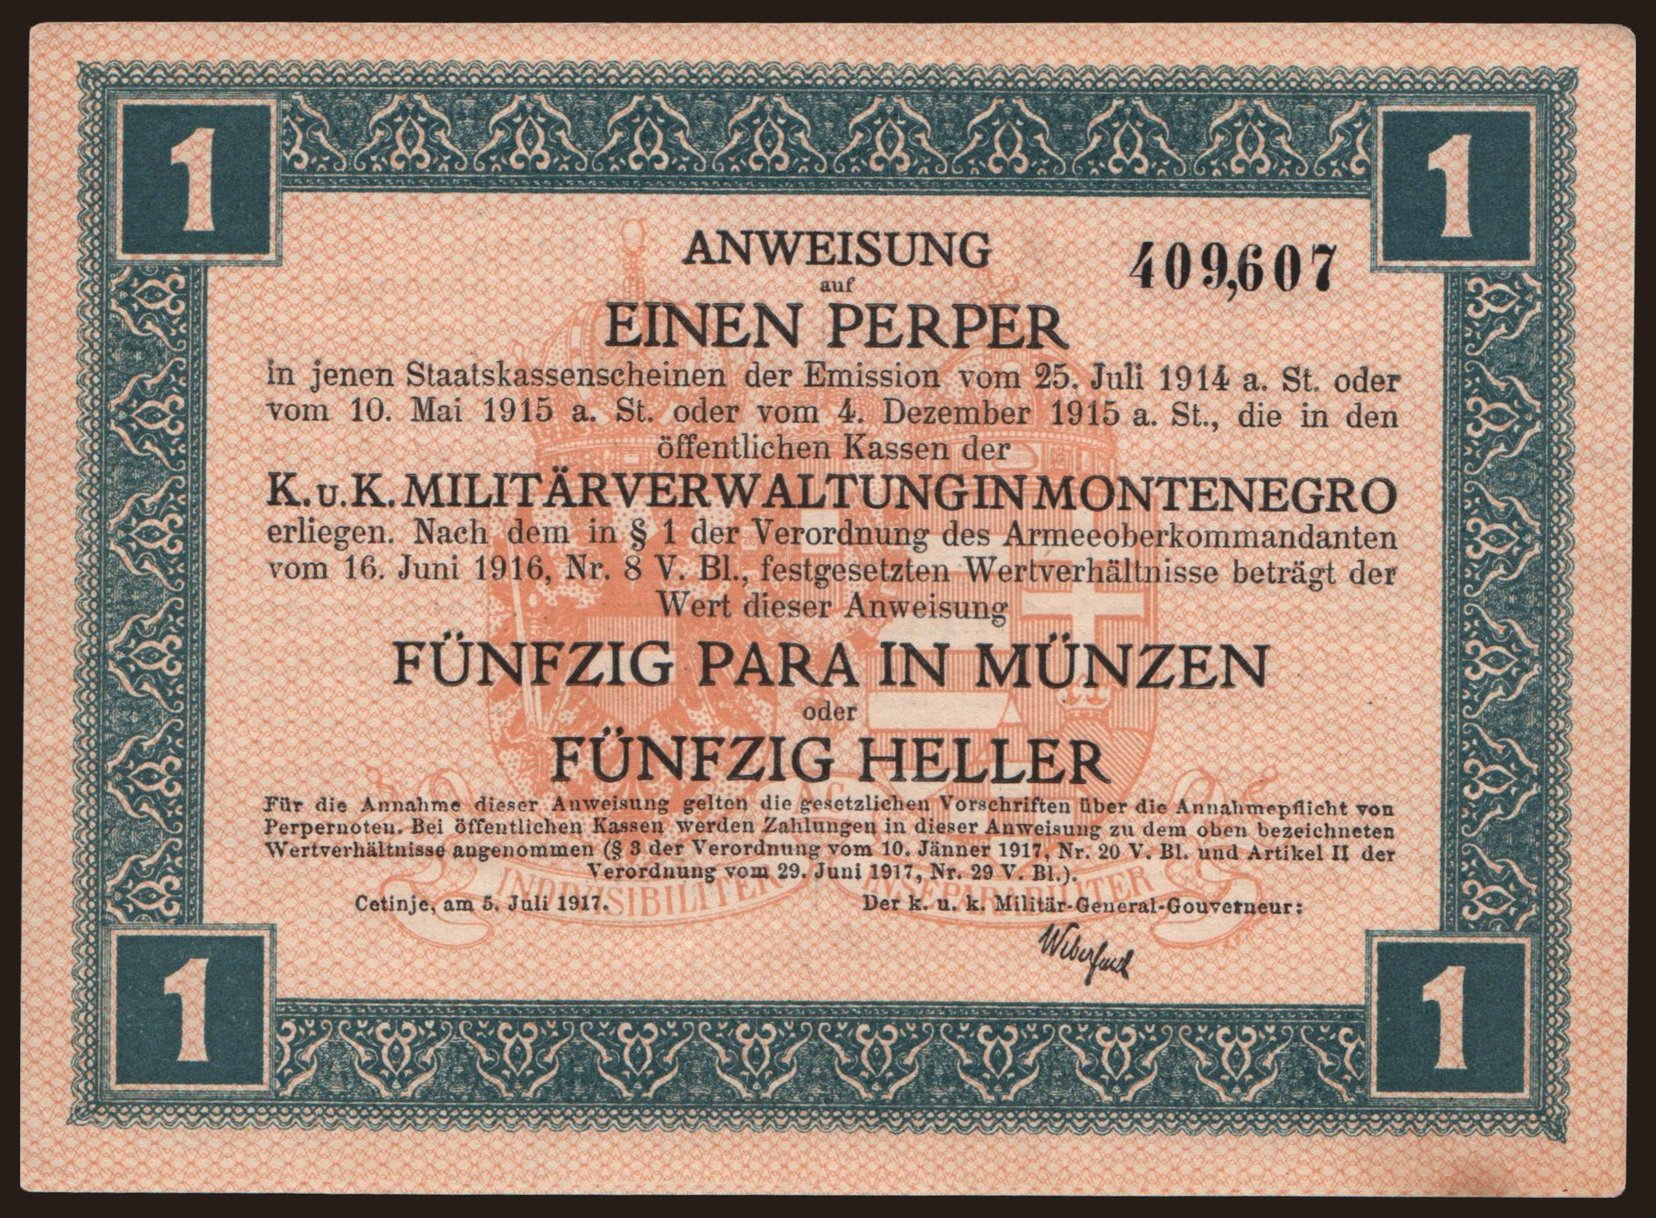 1
1
ANWEISUNG
409,607
auf
EINEN PERPER
in jenen Staatskassenscheinen der Emission vom 25. Juli 1914 a. St. oder
vom 10. Mai 1915 a. St. oder vom 4. Dezember 1915 a. St., die in den
öffentlichen Kassen der
K. u. K. MILITÄRVERWALTUNG IN MONTENEGRO
erliegen. Nach dem in § 1 der Verordnung des Armeeoberkommandanten
vom 16. Juni 1916, Nr. 8 V. Bl., festgesetzten Wertverhältnisse beträgt der
Wert dieser Anweisung
FÜNFZIG PARA IN MÜNZEN
oder
FÜNFZIG HELLER
Für die Annahme dieser Anweisung gelten die gesetzlichen Vorschriften über die Annahmepflicht von
Perpernoten. Bei öffentlichen Kassen werden Zahlungen in dieser Anweisung zu dem oben bezeichneten
Wertverhältnisse angenommen (§ 3 der Verordnung vom 10. Jänner 1917, Nr. 20 V. Bl. und Artikel II der
Verordnung vom 29. Juni 1917, Nr. 29 V. Bl.).
INDIVISIBILITER AC INSEPARABILITER
Cetinje, am 5. Juli 1917. Der k. u. k. Militär-General-Gouverneur:
1
1